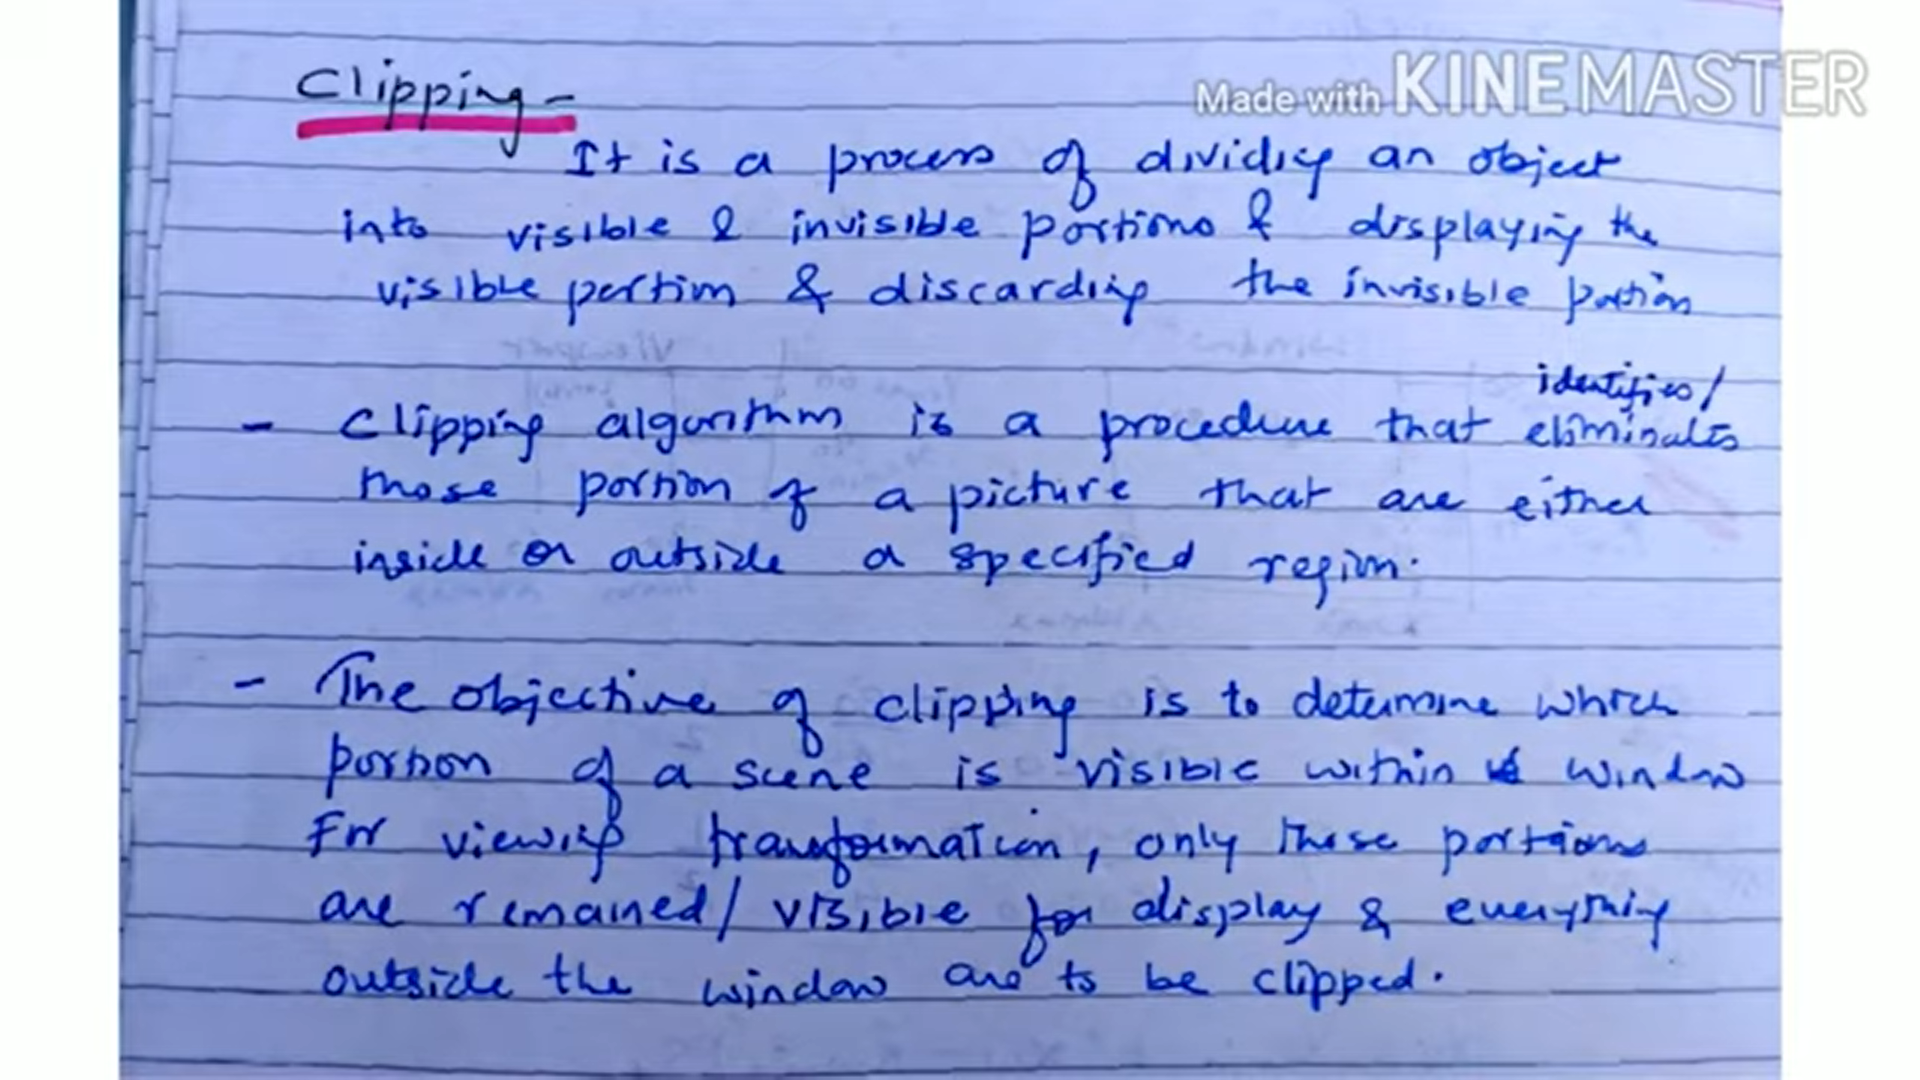 Clipping -
Made with KINEMASTER
It is a process of dividing an object
into visible & invisible portions & displaying the
visible portion & discarding the invisible portion
identifies/
- Clipping algorithm is a procedure that eliminates
those portion of a picture that are either
inside or outside a specified region.
- The objective of clipping is to determine which
portion of a scene is visible within window
For viewing transformation, only those portions
are remained/ visible for display & everything
outside the window are to be clipped.